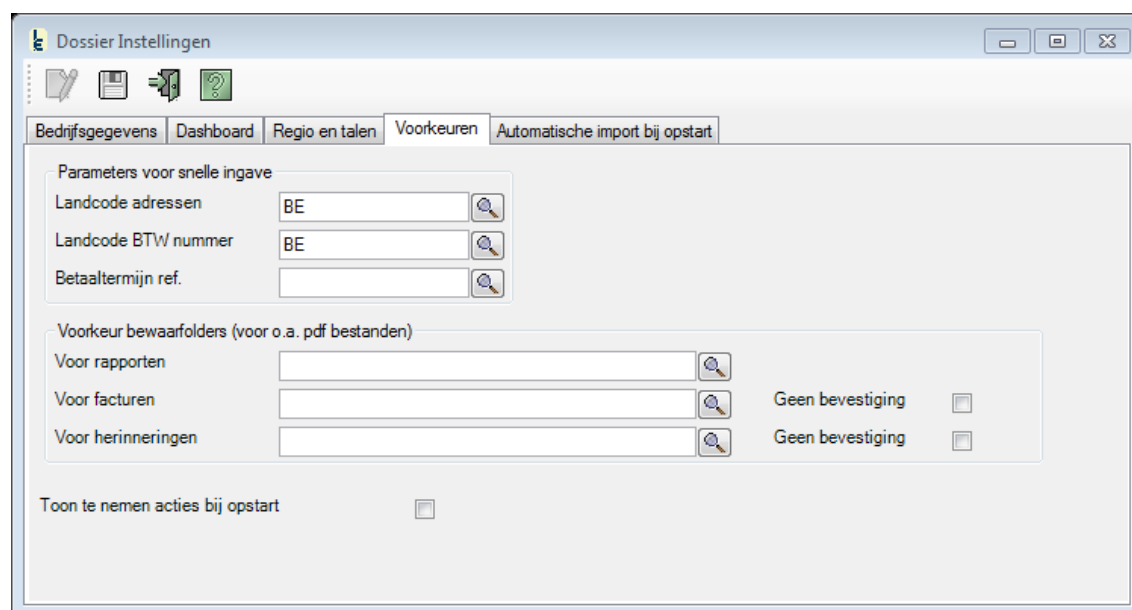 Dossier Instellingen
Bedrijfsgegevens Dashboard Regio en talen Voorkeuren Automatische import bij opstart
Parameters voor snelle ingave
Landcode adressen BE
Landcode BTW nummer BE
Betaaltermijn ref.
Voorkeur bewaarfolders (voor o.a. pdf bestanden)
Voor rapporten
Voor facturen Geen bevestiging
Voor herinneringen Geen bevestiging
Toon te nemen acties bij opstart